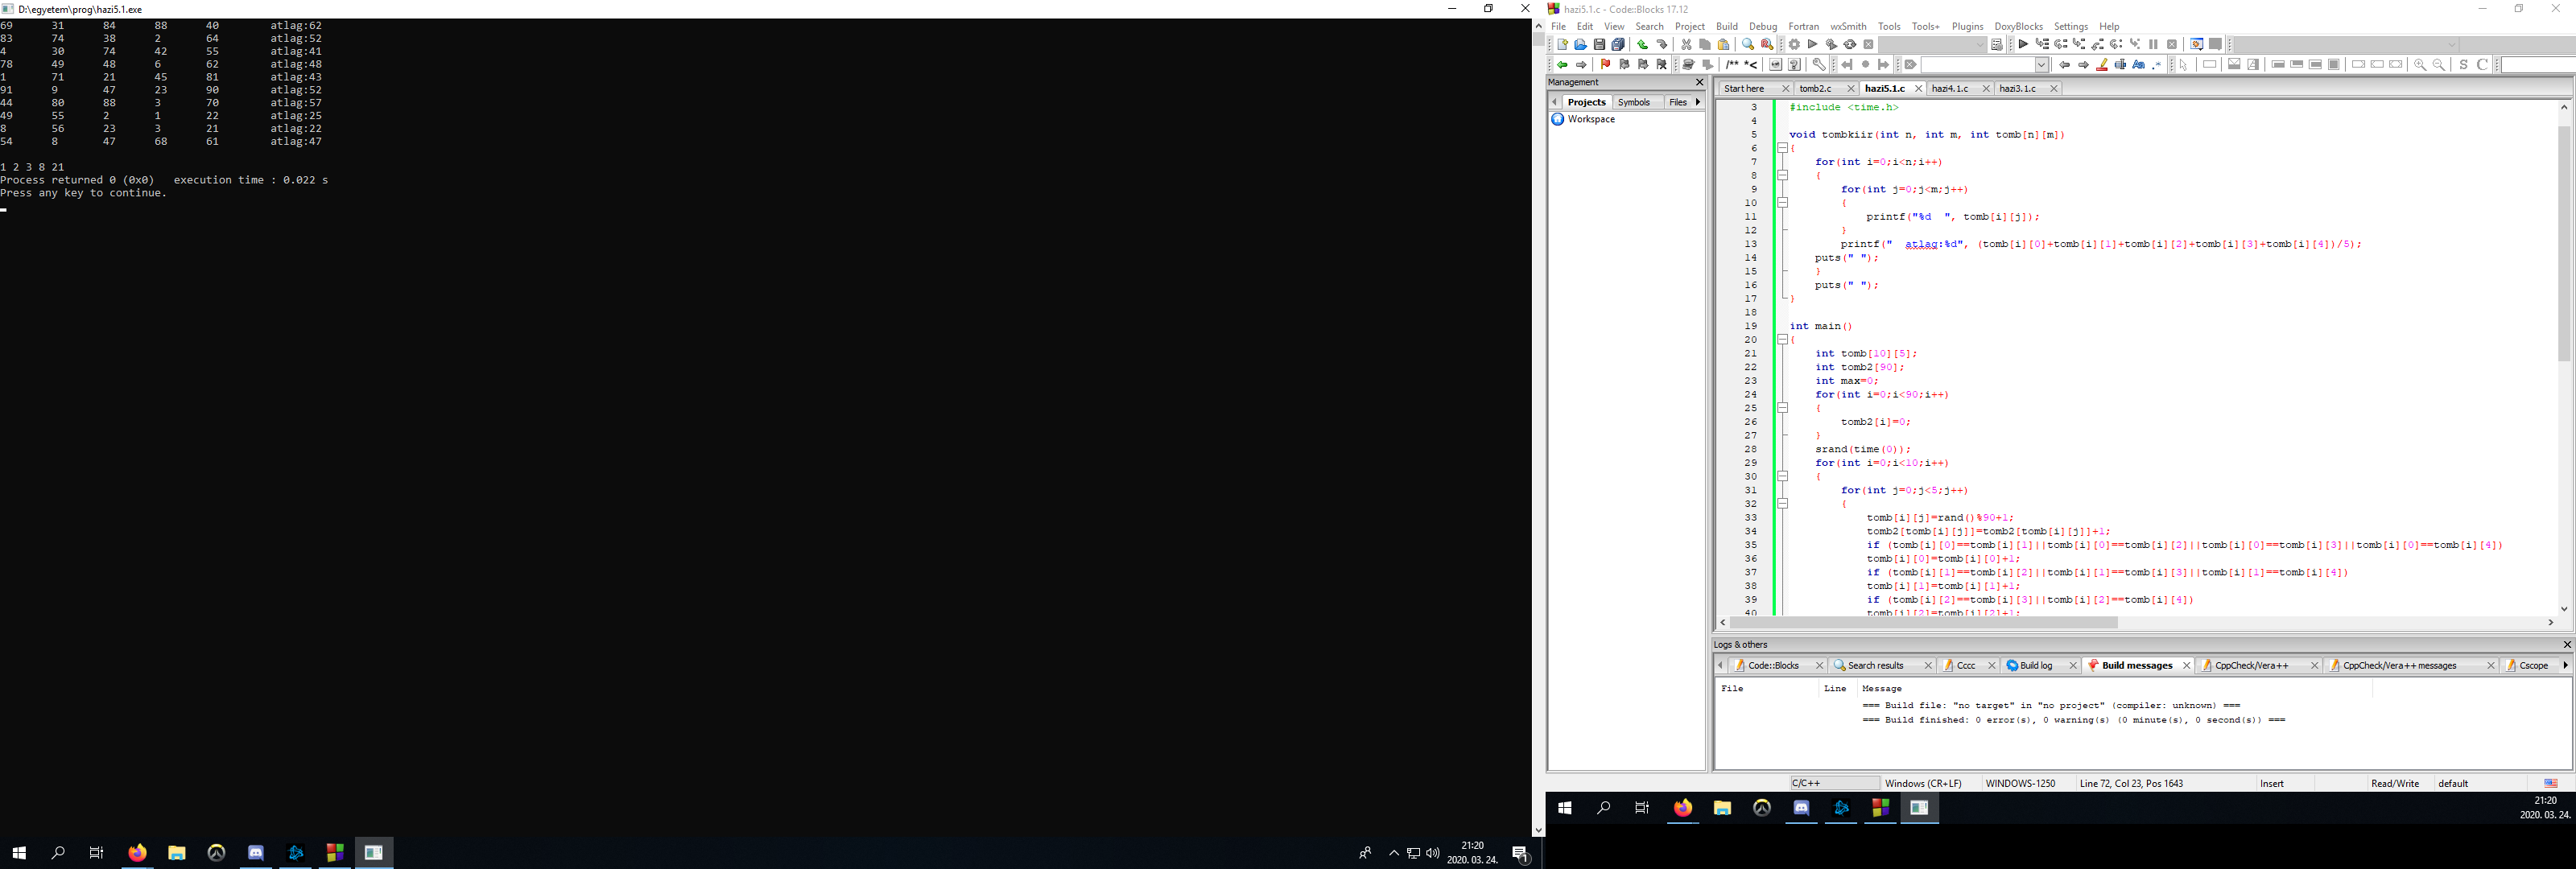 D:\egyetem\prog\hazi5.1.exe
69 31 84 88 40 atlag:62
83 74 38 2 64 atlag:52
4 30 74 42 55 atlag:41
78 49 48 6 62 atlag:48
1 71 21 45 81 atlag:43
91 9 47 23 90 atlag:52
44 80 88 3 70 atlag:57
49 55 2 1 22 atlag:25
8 56 23 3 21 atlag:22
54 8 47 68 61 atlag:47
1 2 3 8 21
Process returned 0 (0x0)   execution time : 0.022 s
Press any key to continue.
21:20
2020. 03. 24.
1
hazi5.1.c - Code::Blocks 17.12
File Edit View Search Project Build Debug Fortran wxSmith Tools Tools+ Plugins DoxyBlocks Settings Help
/** *<
S C
Management
Projects Symbols Files
Workspace
Start here tomb2.c hazi5.1.c hazi4.1.c hazi3.1.c
3 #include <time.h>
4
5 void tombkiir(int n, int m, int tomb[n][m])
6 {
7 for(int i=0;i<n;i++)
8 {
9 for(int j=0;j<m;j++)
10 {
11 printf("%d  ", tomb[i][j]);
12 }
13 printf("  atlag:%d", (tomb[i][0]+tomb[i][1]+tomb[i][2]+tomb[i][3]+tomb[i][4])/5);
14 puts(" ");
15 }
16 puts(" ");
17 }
18
19 int main()
20 {
21 int tomb[10][5];
22 int tomb2[90];
23 int max=0;
24 for(int i=0;i<90;i++)
25 {
26 tomb2[i]=0;
27 }
28 srand(time(0));
29 for(int i=0;i<10;i++)
30 {
31 for(int j=0;j<5;j++)
32 {
33 tomb[i][j]=rand()%90+1;
34 tomb2[tomb[i][j]]=tomb2[tomb[i][j]]+1;
35 if (tomb[i][0]==tomb[i][1]||tomb[i][0]==tomb[i][2]||tomb[i][0]==tomb[i][3]||tomb[i][0]==tomb[i][4])
36 tomb[i][0]=tomb[i][0]+1;
37 if (tomb[i][1]==tomb[i][2]||tomb[i][1]==tomb[i][3]||tomb[i][1]==tomb[i][4])
38 tomb[i][1]=tomb[i][1]+1;
39 if (tomb[i][2]==tomb[i][3]||tomb[i][2]==tomb[i][4])
40 tomb[i][2]=tomb[i][2]+1;
Logs & others
Code::Blocks Search results Cccc Build log Build messages CppCheck/Vera++ CppCheck/Vera++ messages Cscope
File Line Message
=== Build file: "no target" in "no project" (compiler: unknown) ===
=== Build finished: 0 error(s), 0 warning(s) (0 minute(s), 0 second(s)) ===
C/C++ Windows (CR+LF) WINDOWS-1250 Line 72, Col 23, Pos 1643 Insert Read/Write default
21:20
2020. 03. 24.